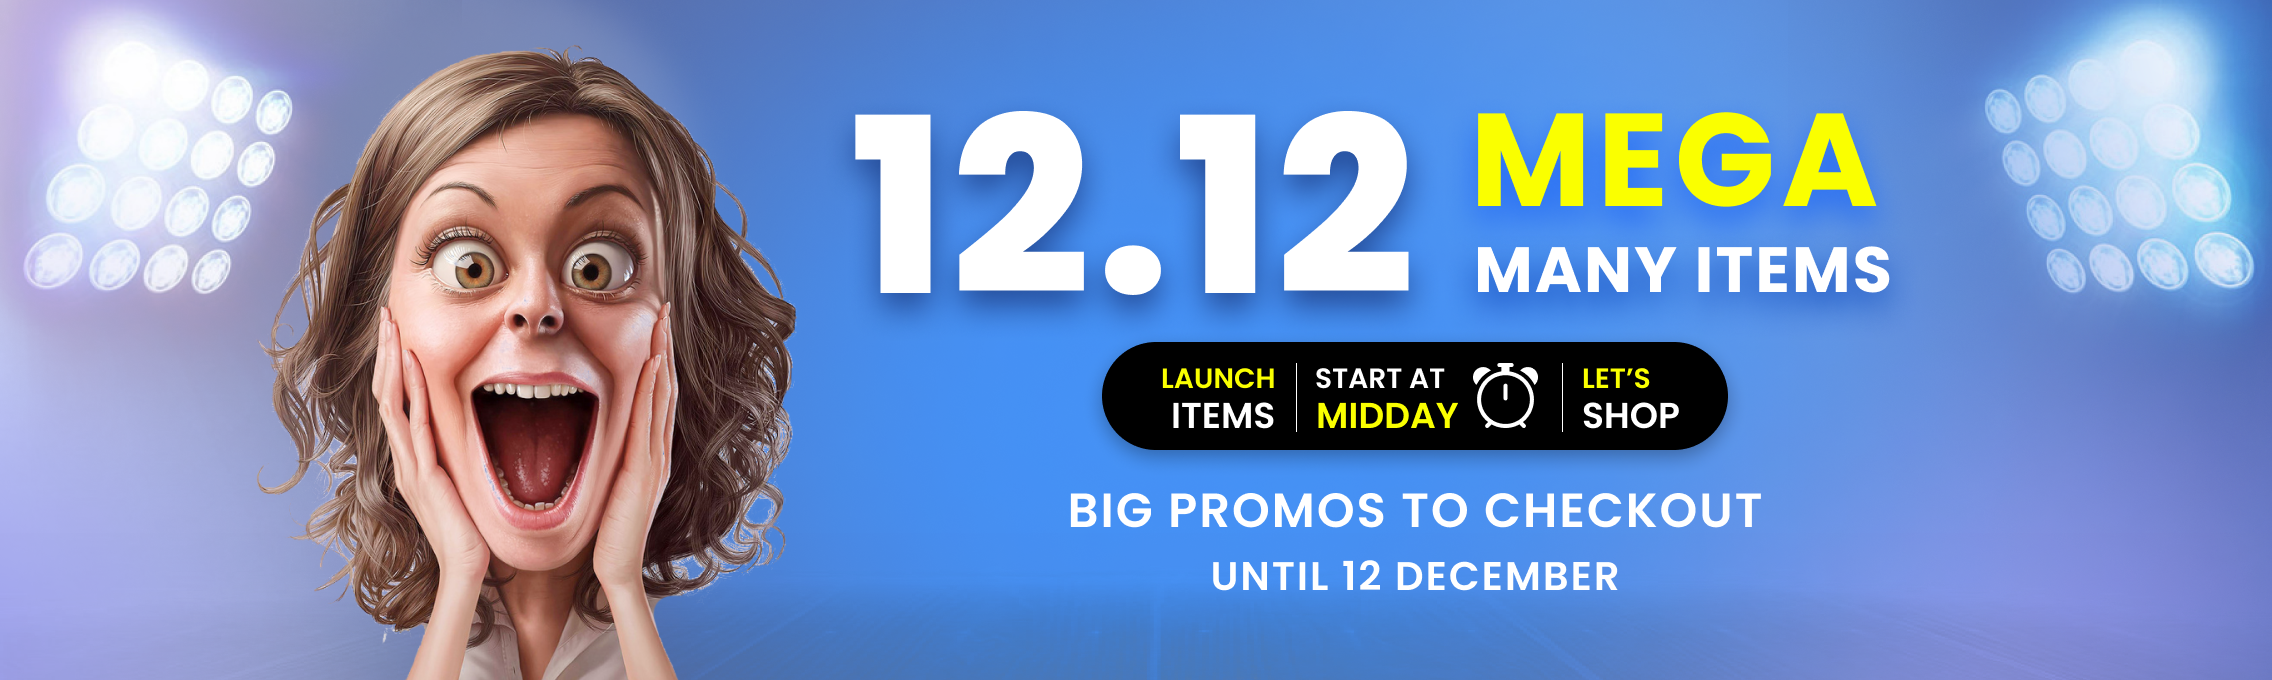 12.12
MEGA
MANY ITEMS
LAUNCH
ITEMS
START AT
MIDDAY
LET’S
SHOP
BIG PROMOS TO CHECKOUT
UNTIL 12 DECEMBER